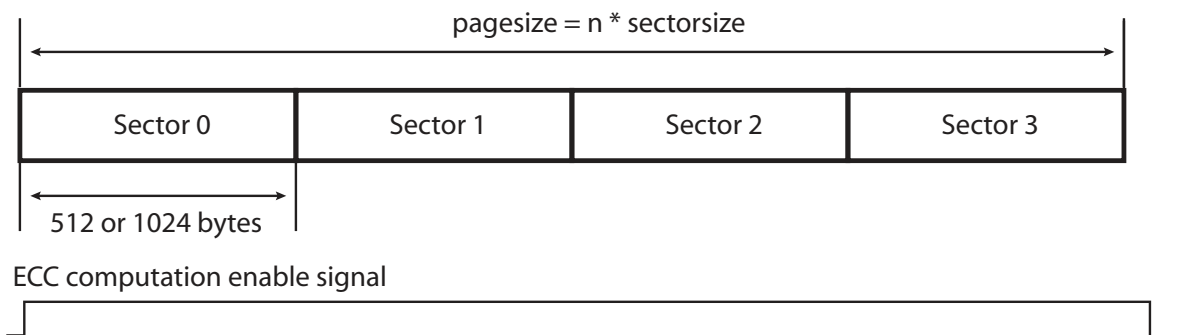 pagesize = n * sectorsize
Sector 0 Sector 1 Sector 2 Sector 3
512 or 1024 bytes
ECC computation enable signal